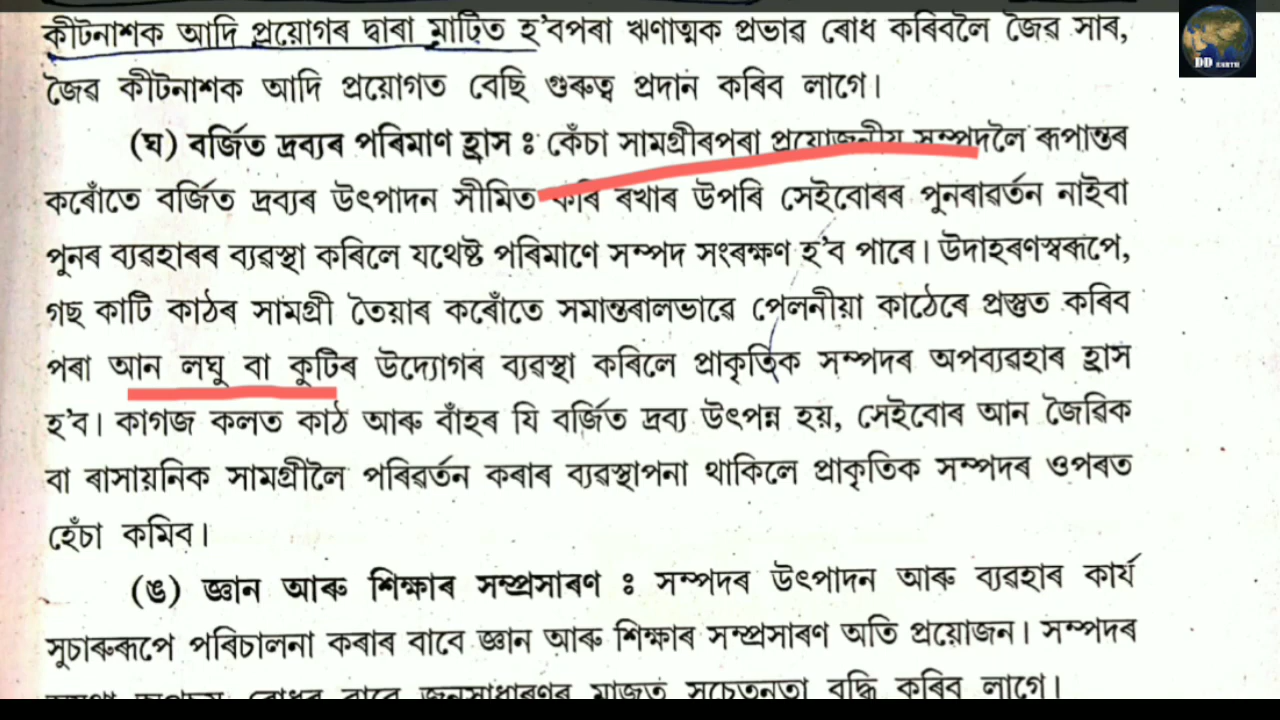 কীটনাশক আদি প্ৰয়োগৰ দ্বাৰা মাটিত হ'বপৰা ঋণাত্মক প্ৰভাৱ ৰোধ কৰিবলৈ জৈৱ সাৰ,
জৈৱ কীটনাশক আদি প্ৰয়োগত বেছি গুৰুত্ব প্ৰদান কৰিব লাগে।
(ঘ) বৰ্জিত দ্ৰব্যৰ পৰিমাণ হ্ৰাস : কেঁচা সামগ্ৰীৰপৰা প্ৰয়োজনীয় সম্পদলৈ ৰূপান্তৰ
কৰোঁতে বৰ্জিত দ্ৰব্যৰ উৎপাদন সীমিত কৰি ৰখাৰ উপৰি সেইবোৰৰ পুনৰাৱৰ্তন নাইবা
পুনৰ ব্যৱহাৰৰ ব্যৱস্থা কৰিলে যথেষ্ট পৰিমাণে সম্পদ সংৰক্ষণ হ'ব পাৰে। উদাহৰণস্বৰূপে,
গছ কাটি কাঠৰ সামগ্ৰী তৈয়াৰ কৰোঁতে সমান্তৰালভাৱে পেলনীয়া কাঠেৰে প্ৰস্তুত কৰিব
পৰা আন লঘু বা কুটিৰ উদ্যোগৰ ব্যৱস্থা কৰিলে প্ৰাকৃতিক সম্পদৰ অপব্যৱহাৰ হ্ৰাস
হ'ব। কাগজ কলত কাঠ আৰু বাঁহৰ যি বৰ্জিত দ্ৰব্য উৎপন্ন হয়, সেইবোৰ আন জৈৱিক
বা ৰাসায়নিক সামগ্ৰীলৈ পৰিৱৰ্তন কৰাৰ ব্যৱস্থাপনা থাকিলে প্ৰাকৃতিক সম্পদৰ ওপৰত
হেঁচা কমিব।
(ঙ) জ্ঞান আৰু শিক্ষাৰ সম্প্ৰসাৰণ : সম্পদৰ উৎপাদন আৰু ব্যৱহাৰ কাৰ্য
সুচাৰুৰূপে পৰিচালনা কৰাৰ বাবে জ্ঞান আৰু শিক্ষাৰ সম্প্ৰসাৰণ অতি প্ৰয়োজন। সম্পদৰ
ৰোধৰ বাবে জনসাধাৰণৰ মাজত সচেতনতা বৃদ্ধি কৰিব লাগে।
DD EARTH